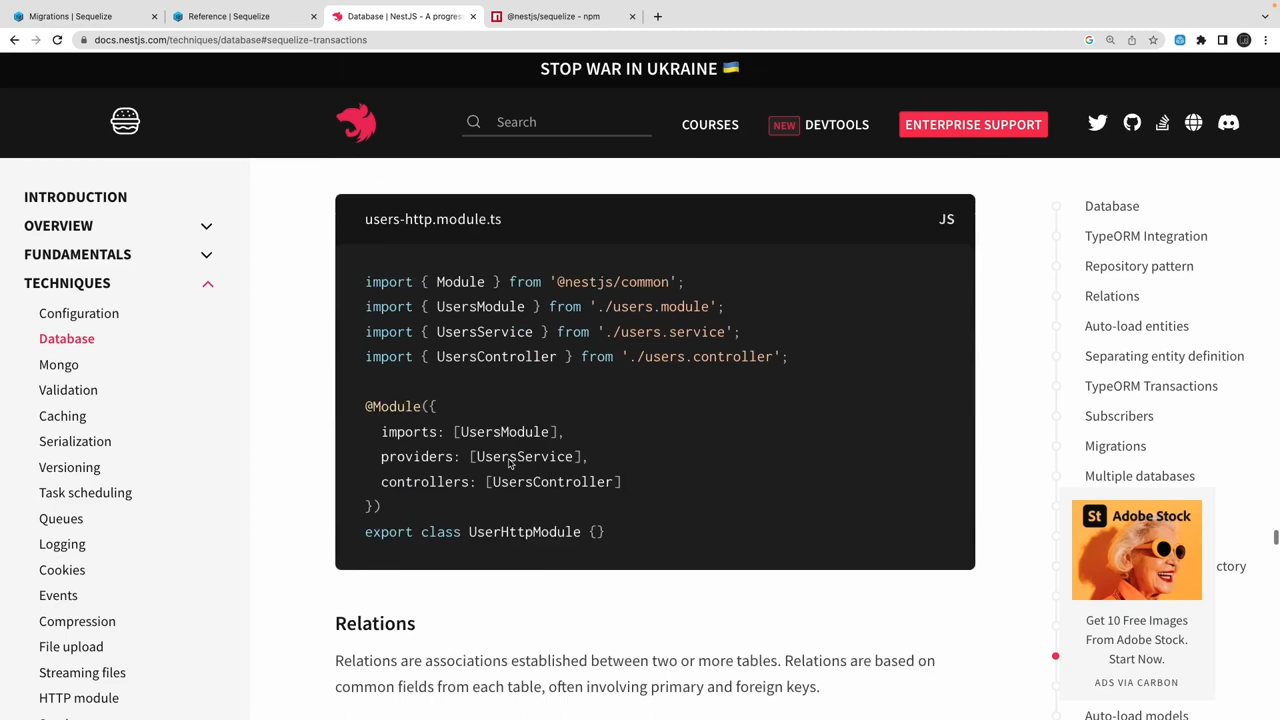 Migrations | Sequelize
Reference | Sequelize
Database | NestJS - A progres
@nestjs/sequelize - npm
docs.nestjs.com/techniques/database#sequelize-transactions
STOP WAR IN UKRAINE 🇺🇦
Search
COURSES
NEW DEVTOOLS
ENTERPRISE SUPPORT
INTRODUCTION
OVERVIEW
FUNDAMENTALS
TECHNIQUES
Configuration
Database
Mongo
Validation
Caching
Serialization
Versioning
Task scheduling
Queues
Logging
Cookies
Events
Compression
File upload
Streaming files
HTTP module
users-http.module.ts
JS
import { Module } from '@nestjs/common';
import { UsersModule } from './users.module';
import { UsersService } from './users.service';
import { UsersController } from './users.controller';
@Module({
imports: [UsersModule],
providers: [UsersService],
controllers: [UsersController]
})
export class UserHttpModule {}
Relations
Relations are associations established between two or more tables. Relations are based on
common fields from each table, often involving primary and foreign keys.
Database
TypeORM Integration
Repository pattern
Relations
Auto-load entities
Separating entity definition
TypeORM Transactions
Subscribers
Migrations
Multiple databases
ctory
St Adobe Stock
Get 10 Free Images
From Adobe Stock.
Start Now.
ADS VIA CARBON
Auto-load models